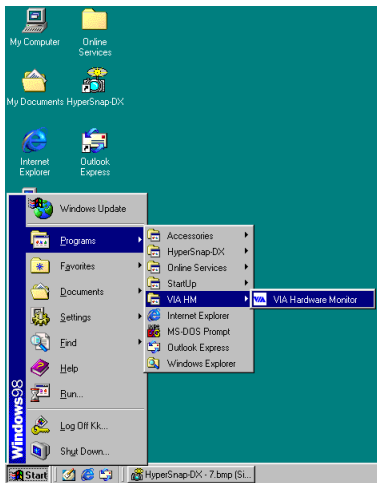 My Computer
Online
Services
My Documents
HyperSnap-DX
Internet
Explorer
Outlook
Express
Windows Update
Programs
Favorites
Documents
Settings
Find
Help
Run...
Log Off Kk...
Shut Down...
Windows98
Accessories
HyperSnap-DX
Online Services
StartUp
VIA HM
Internet Explorer
MS-DOS Prompt
Outlook Express
Windows Explorer
VIA Hardware Monitor
Start
HyperSnap-DX - 7.bmp (Si...